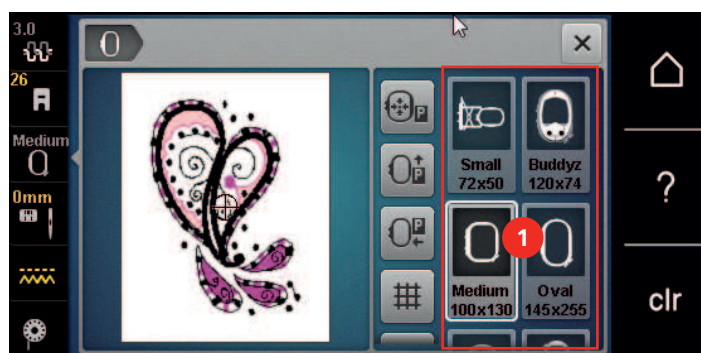 3.0
26
Medium
0mm
P
P
P
Small
72x50
Buddyz
120x74
Medium
100x130
Oval
145x255
1
?
clr